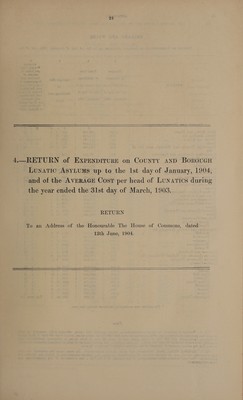 4.—RETURN of EXPENDITURE on COUNTY AND BOROUGH
LUNATIC ASYLUMS up to the 1st day of January, 1904,
and of the AVERAGE COST per head of LUNATICS during
the year ended the 31st day of March, 1903.
RETURN
To an Address of the Honourable The House of Commons, dated
13th June, 1904.